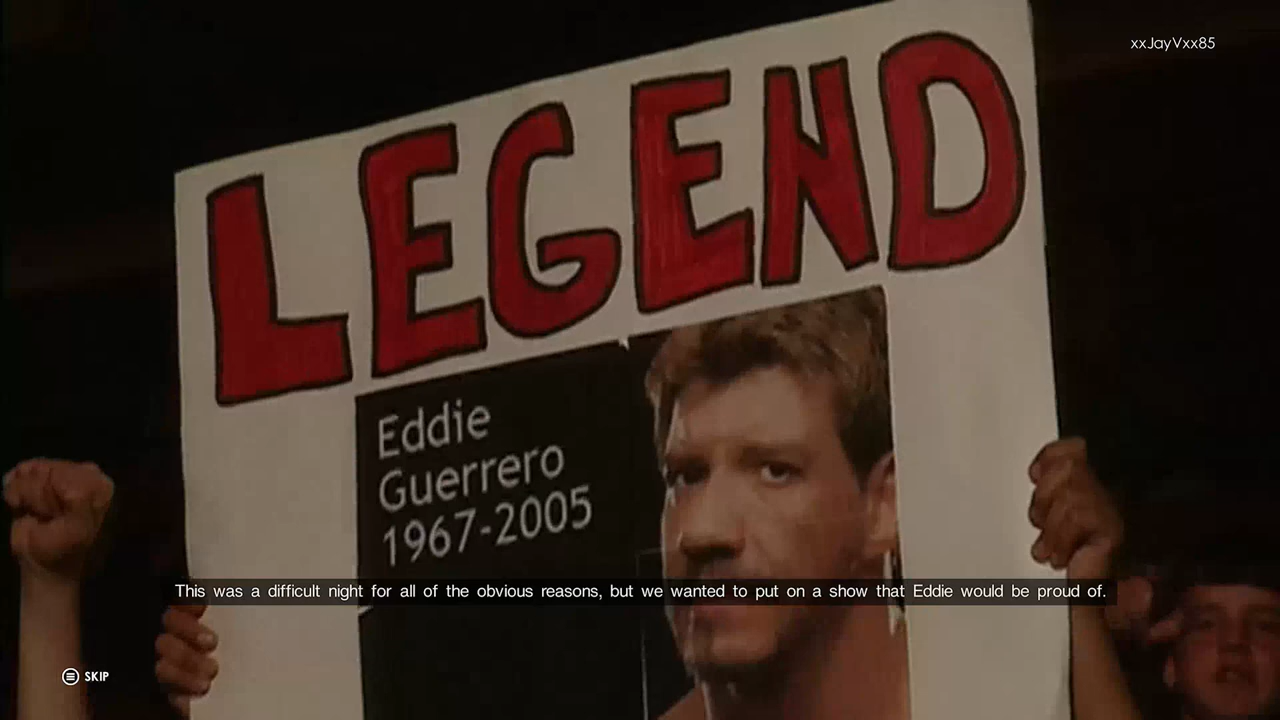 xxJayVxx85
LEGEND
Eddie
Guerrero
1967-2005
This was a difficult night for all of the obvious reasons, but we wanted to put on a show that Eddie would be proud of.
SKIP